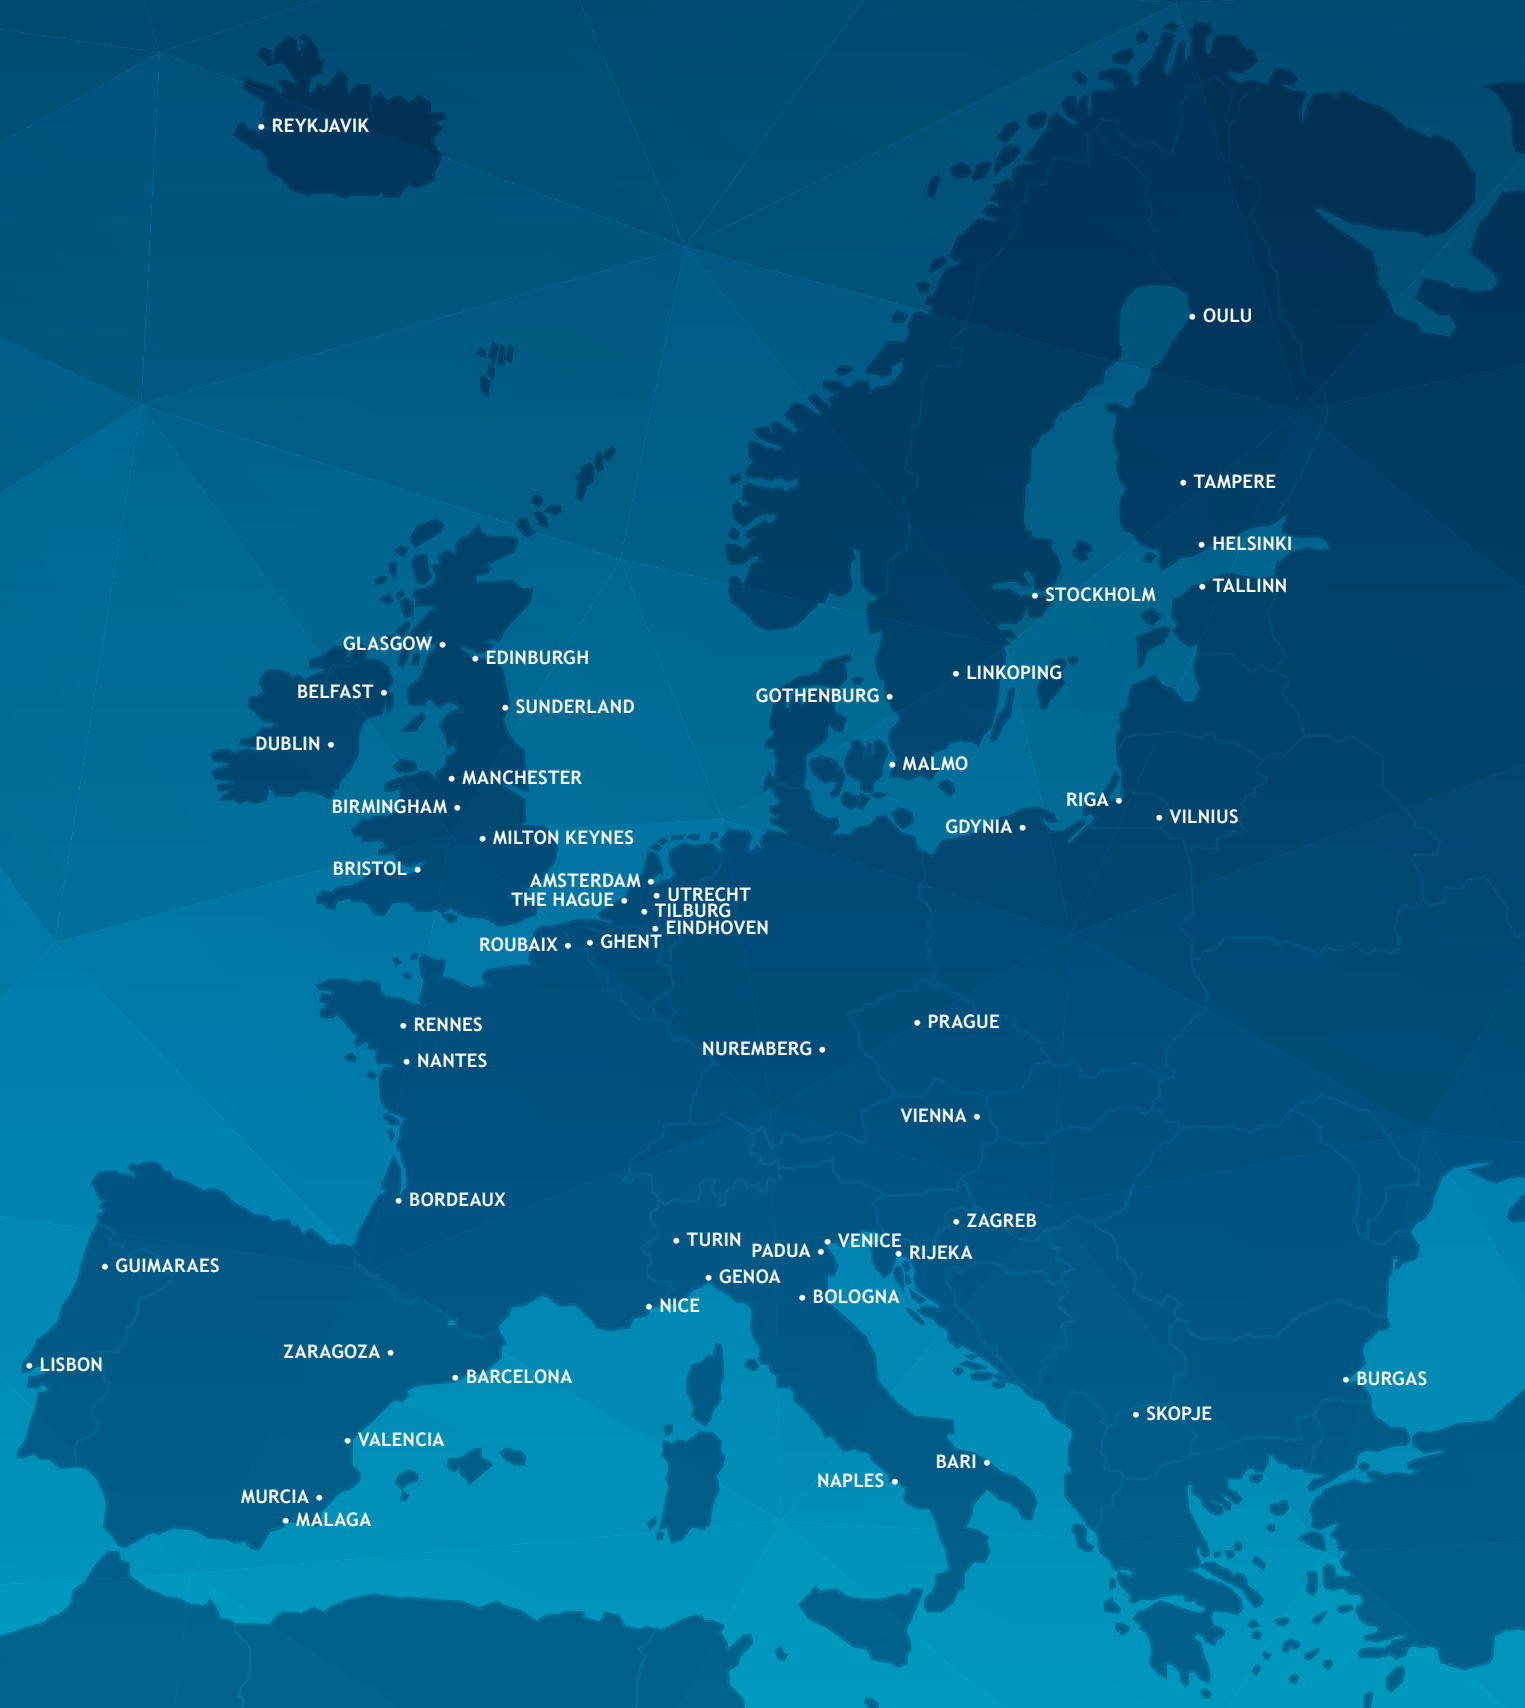 REYKJAVIK
OULU
TAMPERE
HELSINKI
TALLINN
STOCKHOLM
GLASGOW
EDINBURGH
LINKOPING
BELFAST
GOTHENBURG
SUNDERLAND
DUBLIN
MALMO
MANCHESTER
RIGA
BIRMINGHAM
VILNIUS
GDYNIA
MILTON KEYNES
BRISTOL
AMSTERDAM
UTRECHT
THE HAGUE
TILBURG
EINDHOVEN
GHENT
ROUBAIX
PRAGUE
RENNES
NUREMBERG
NANTES
VIENNA
BORDEAUX
ZAGREB
TURIN
VENICE
PADUA
RIJEKA
GUIMARAES
GENOA
BOLOGNA
NICE
ZARAGOZA
LISBON
BARCELONA
BURGAS
SKOPJE
VALENCIA
BARI
NAPLES
MURCIA
MALAGA